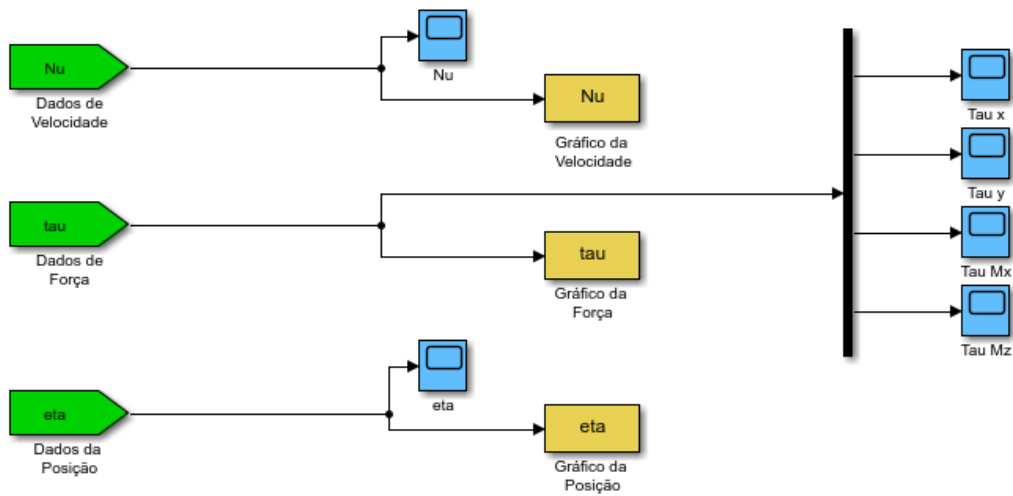 Nu
Dados de
Velocidade
Nu
Nu
Gráfico da
Velocidade
tau
Dados de
Força
tau
Gráfico da
Força
Tau x
Tau y
Tau Mx
Tau Mz
eta
Dados da
Posição
eta
eta
Gráfico da
Posição